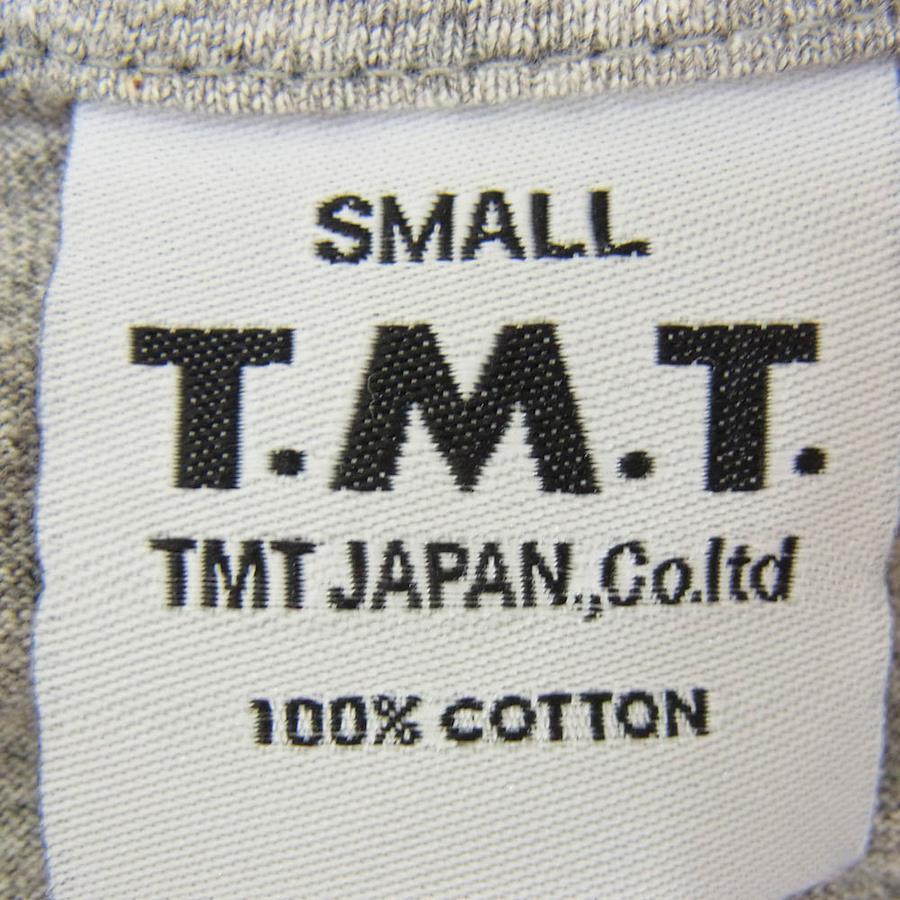 SMALL
T.M.T.
TMT JAPAN.,Co.ltd
100% COTTON